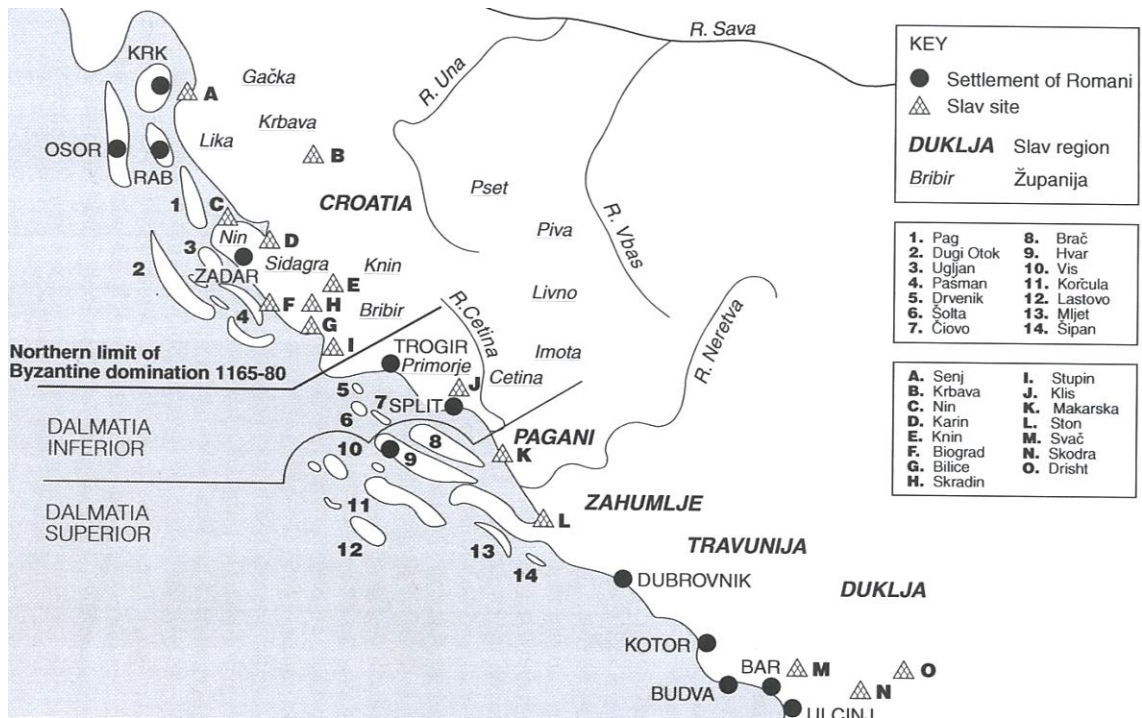 KRK
A
Gačka
R. Una
R. Sava
Krbava
Lika
B
OSOR
RAB
1
CROATIA
Pset
R. Vbas
Piva
C
Nin
D
2
3
ZADAR
Sidagra
Knin
E
F
H
Bribir
Livno
4
G
I
R.Cetina
R. Neretva
Northern limit of
Byzantine domination 1165-80
TROGIR
Primorje
Imota
Cetina
J
5
6
7
SPLIT
DALMATIA
INFERIOR
8
PAGANI
K
10
9
DALMATIA
SUPERIOR
11
12
L
ZAHUMLJE
13
14
TRAVUNIJA
DUBROVNIK
DUKLJA
KOTOR
BAR
M
O
BUDVA
N
ULCINJ
KEY
Settlement of Romani
Slav site
DUKLJA Slav region
Bribir Županija
1. Pag
2. Dugi Otok
3. Ugljan
4. Pasman
5. Drvenik
6. Šolta
7. Čiovo
8. Brač
9. Hvar
10. Vis
11. Korčula
12. Lastovo
13. Mljet
14. Šipan
A. Senj
B. Krbava
C. Nin
D. Karin
E. Knin
F. Biograd
G. Bilice
H. Skradin
I. Stupin
J. Klis
K. Makarska
L. Ston
M. Svač
N. Skodra
O. Drisht